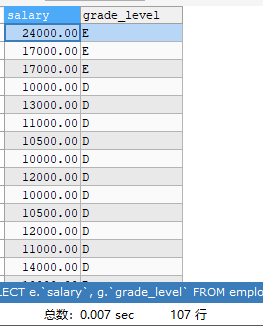 salary grade_level
24000.00 E
17000.00 E
17000.00 E
10000.00 D
13000.00 D
11000.00 D
10500.00 D
10000.00 D
12000.00 D
10000.00 D
10500.00 D
12000.00 D
11000.00 D
14000.00 D
LECT e.`salary`, g.`grade_level` FROM emplo
总数: 0.007 sec 107 行